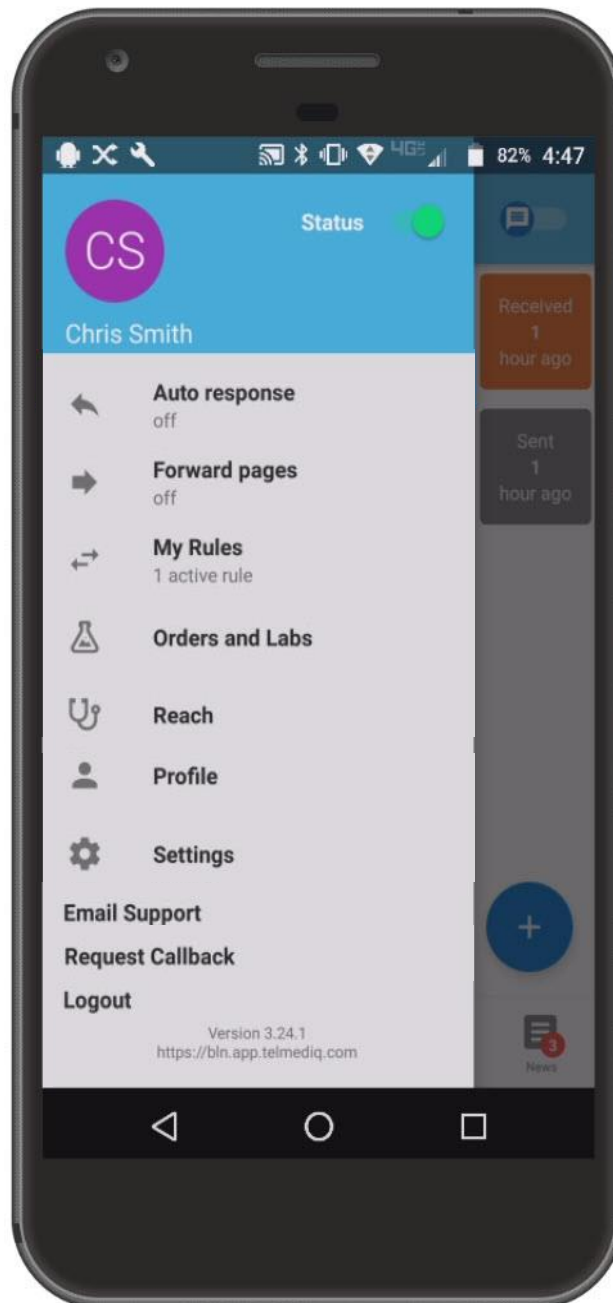 4G
82% 4:47
CS
Status
Chris Smith
Received
1
hour ago
Sent
1
hour ago
Auto response
off
Forward pages
off
My Rules
1 active rule
Orders and Labs
Reach
Profile
Settings
Email Support
Request Callback
Logout
Version 3.24.1
https://bln.app.telmediq.com
3
News